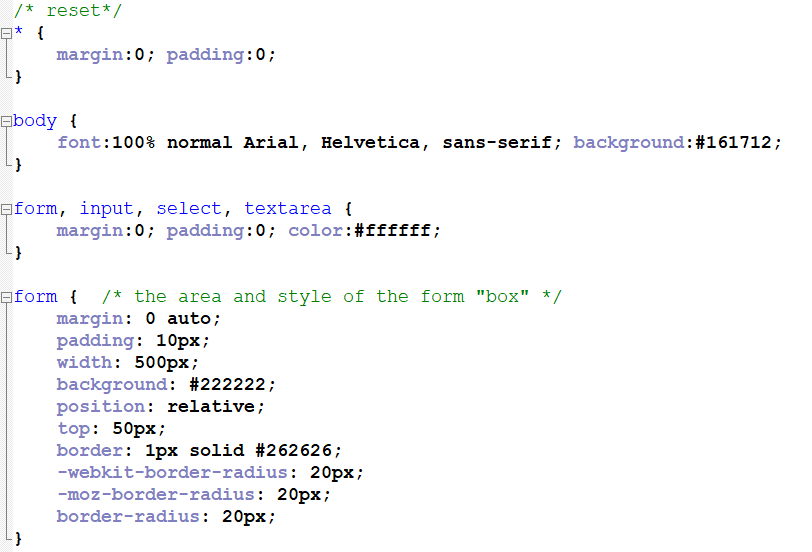 /* reset*/
* {
    margin:0; padding:0;
}
body {
    font:100% normal Arial, Helvetica, sans-serif; background:#161712;
}
form, input, select, textarea {
    margin:0; padding:0; color:#ffffff;
}
form {  /* the area and style of the form "box" */
    margin: 0 auto;
    padding: 10px;
    width: 500px;
    background: #222222;
    position: relative;
    top: 50px;
    border: 1px solid #262626;
    -webkit-border-radius: 20px;
    -moz-border-radius: 20px;
    border-radius: 20px;
}